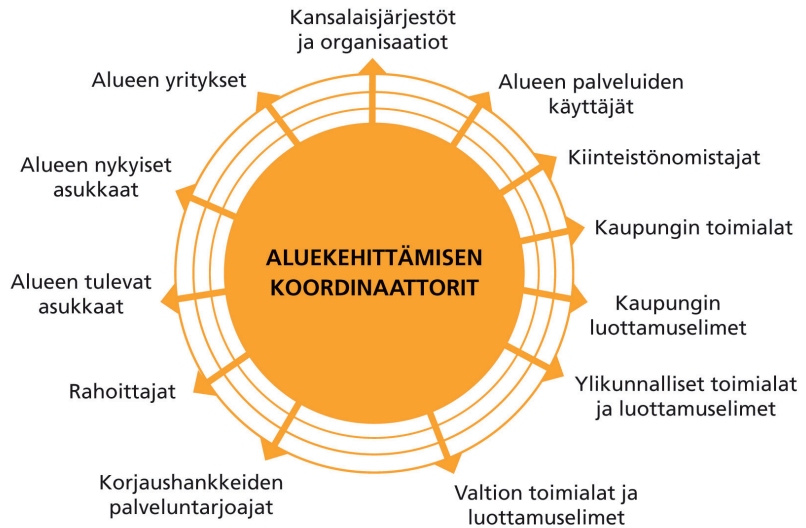 Kansalaisjärjestöt
ja organisaatiot
Alueen palveluiden
käyttäjät
Kiinteistönomistajat
Kaupungin toimialat
Kaupungin
luottamuselimet
Ylikunnalliset toimialat
ja luottamuselimet
Valtion toimialat ja
luottamuselimet
Korjaushankkeiden
palveluntarjoajat
Rahoittajat
Alueen tulevat
asukkaat
Alueen nykyiset
asukkaat
Alueen yritykset
ALUEKEHITTÄMISEN
KOORDINAATTORIT